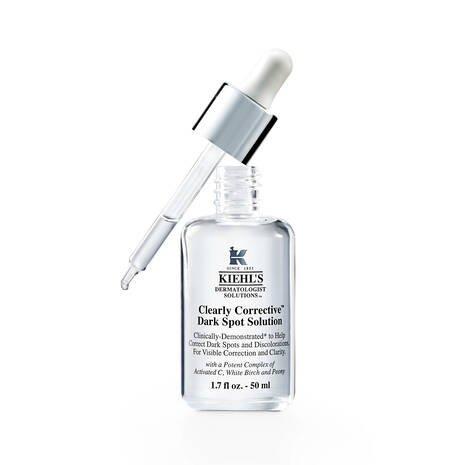 K
SINCE 1851
KIEHL'S
DERMATOLOGIST
SOLUTIONS™
Clearly Corrective™
Dark Spot Solution
Clinically-Demonstrated* to Help
Correct Dark Spots and Discolorations.
For Visible Correction and Clarity.
with a Potent Complex of
Activated C, White Birch and Peony
1.7 fl oz. - 50 ml